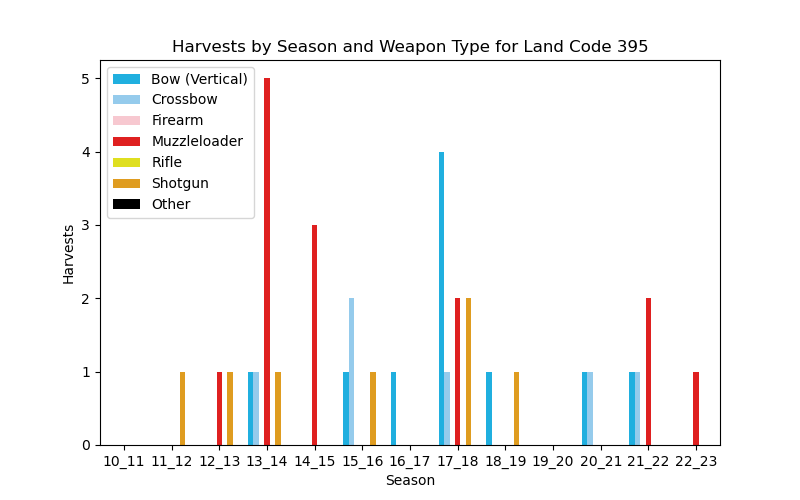 Harvests by Season and Weapon Type for Land Code 395
Bow (Vertical)
Crossbow
Firearm
Muzzleloader
Rifle
Shotgun
Other
Harvests
5
4
3
2
1
0
10_11 11_12 12_13 13_14 14_15 15_16 16_17 17_18 18_19 19_20 20_21 21_22 22_23
Season